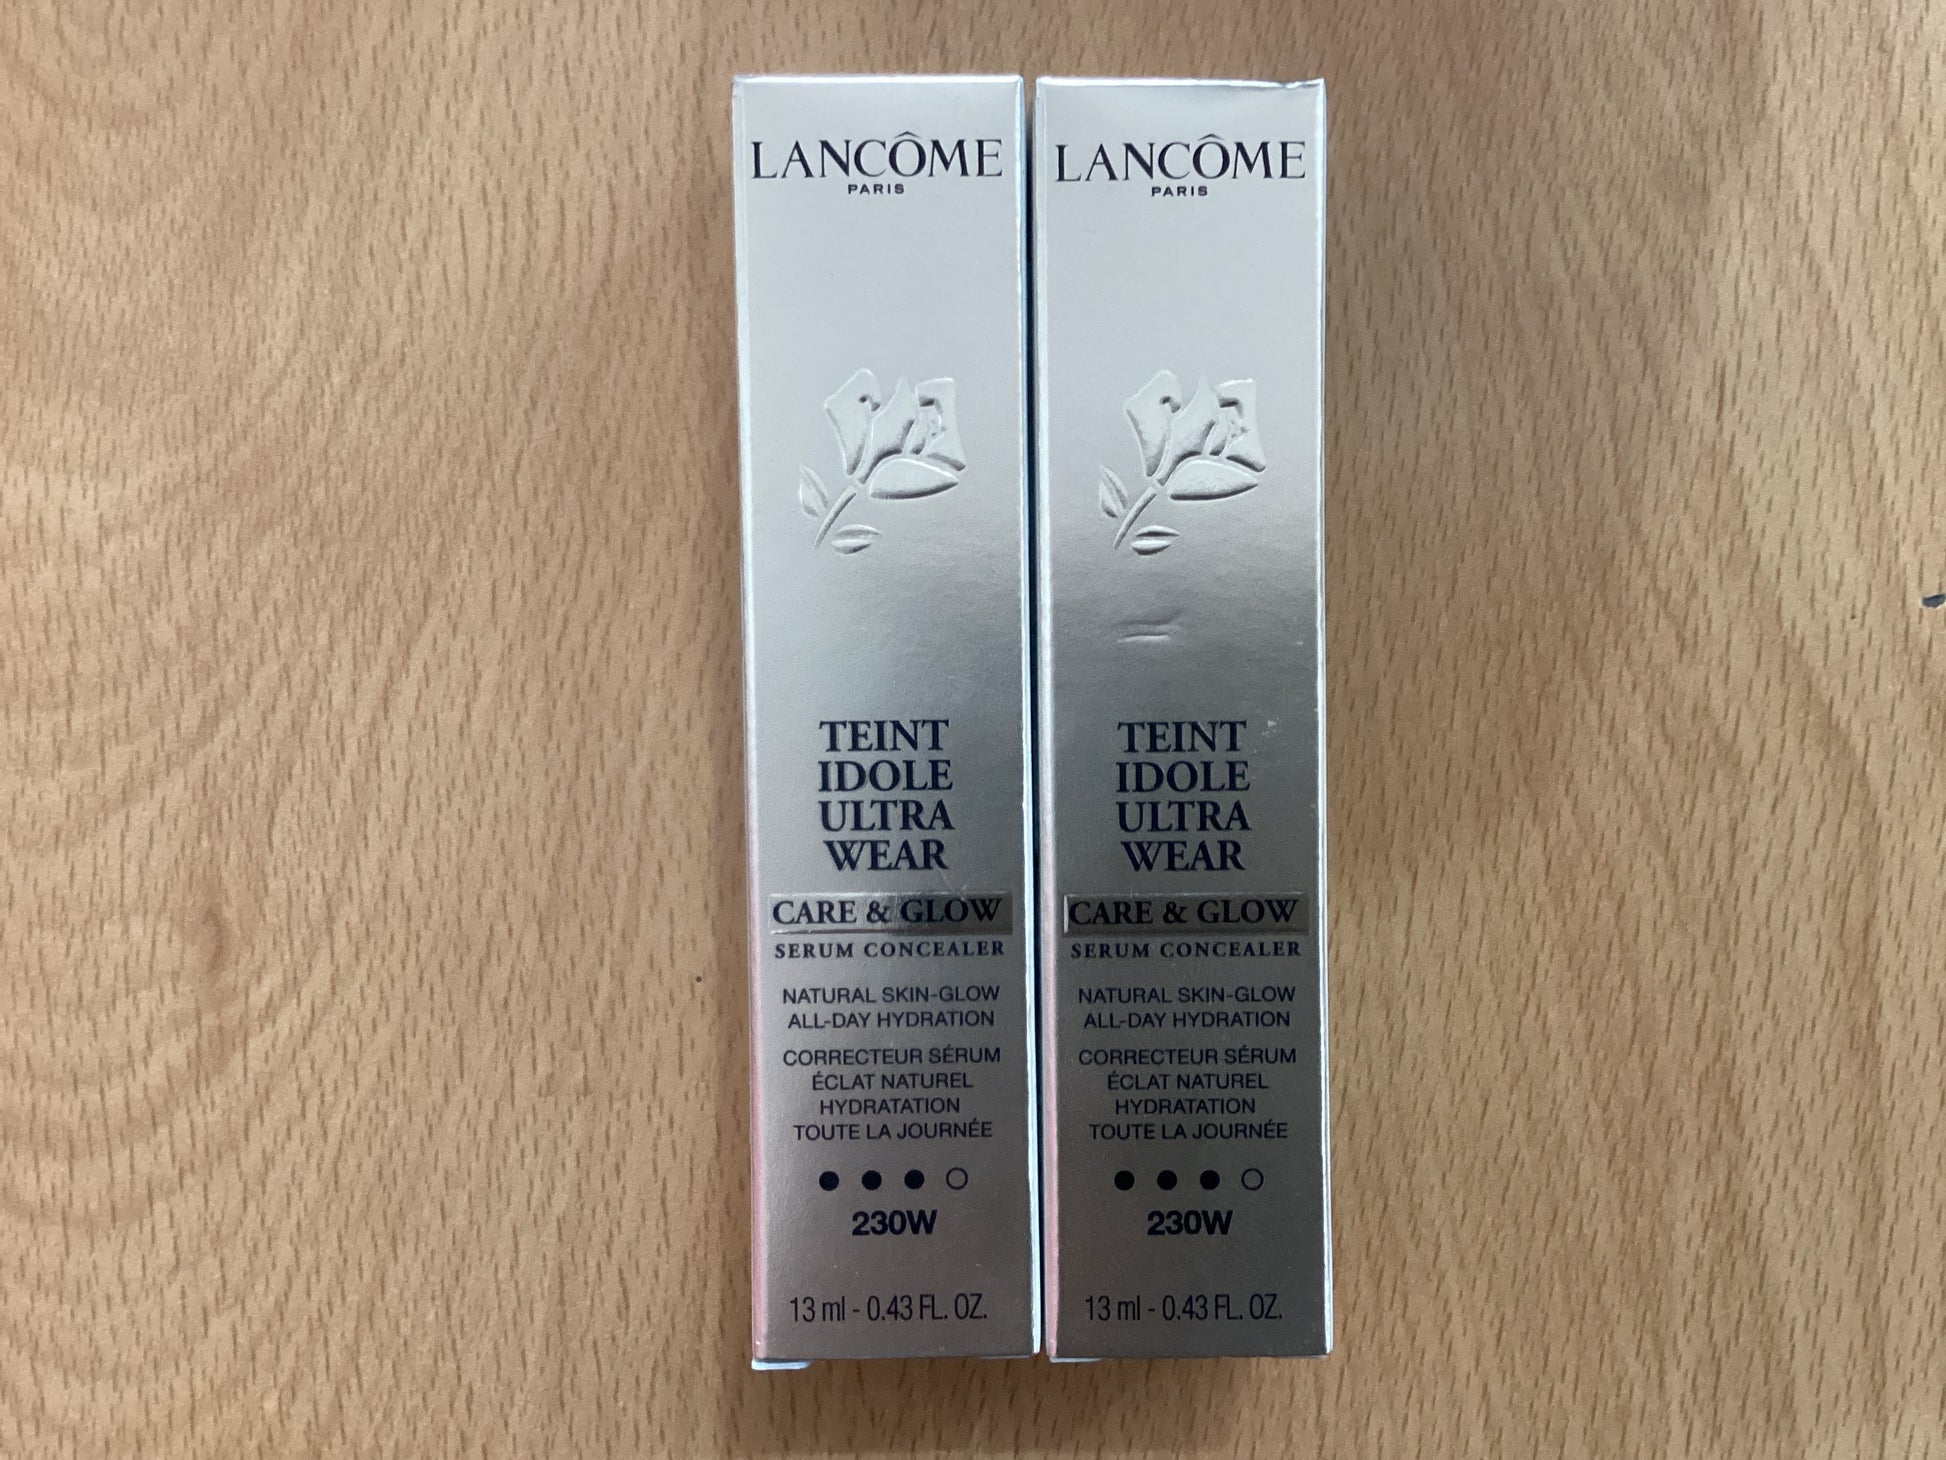 LANCÔME
PARIS
TEINT
IDOLE
ULTRA
WEAR
CARE & GLOW
SERUM CONCEALER
NATURAL SKIN-GLOW
ALL-DAY HYDRATION
CORRECTEUR SÉRUM
ÉCLAT NATUREL
HYDRATATION
TOUTE LA JOURNÉE
230W
13 ml - 0.43 FL. OZ.
LANCÔME
PARIS
TEINT
IDOLE
ULTRA
WEAR
CARE & GLOW
SERUM CONCEALER
NATURAL SKIN-GLOW
ALL-DAY HYDRATION
CORRECTEUR SÉRUM
ÉCLAT NATUREL
HYDRATATION
TOUTE LA JOURNÉE
230W
13 ml - 0.43 FL. OZ.